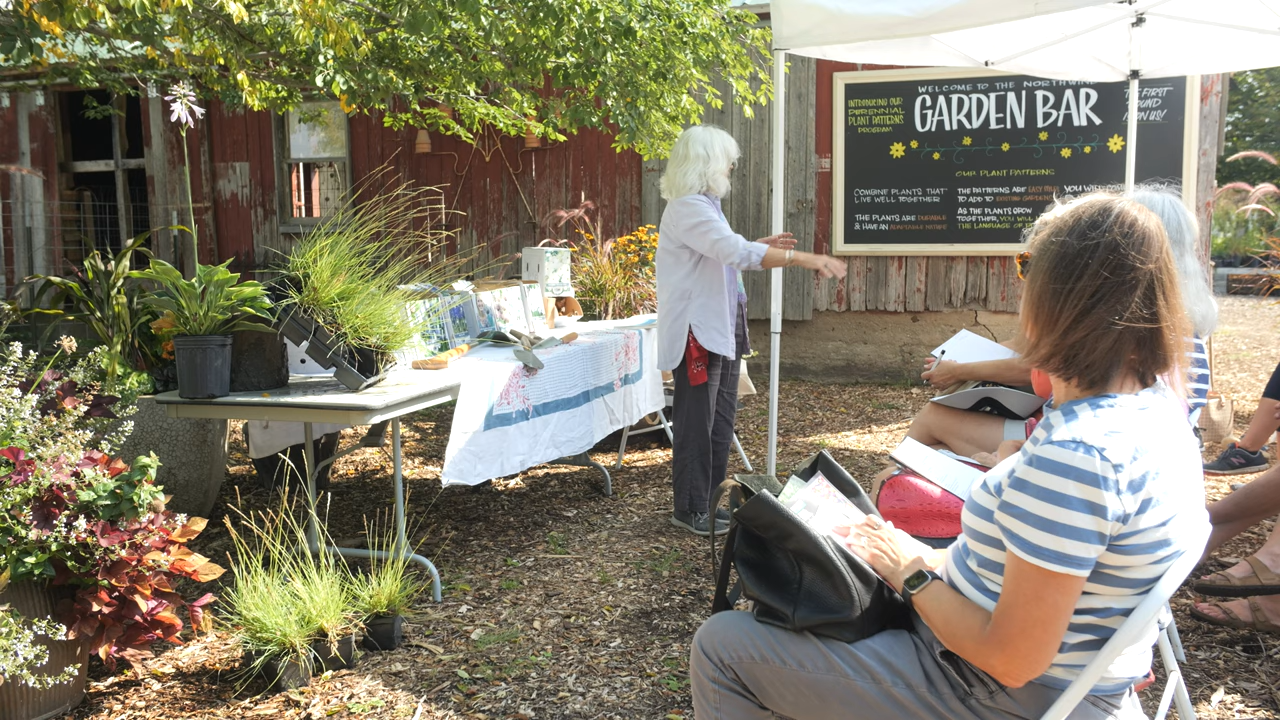 WELCOME TO THE NORTHWIND
GARDEN BAR
INTRODUCING OUR
PERENNIAL
PLANT PATTERNS
PROGRAM
OUR PLANT PATTERNS
COMBINE PLANTS THAT
LIVE WELL TOGETHER
THE PLANTS ARE DURABLE
& HAVE AN ADAPTABLE NATURE
THE PATTERNS ARE EASY
TO ADD TO EXISTING GARDENS
AS THE PLANTS GROW
TOGETHER, YOU WILL
THE LANGUAGE OF
YOU WILL
FIRST
ROUND
ON US!